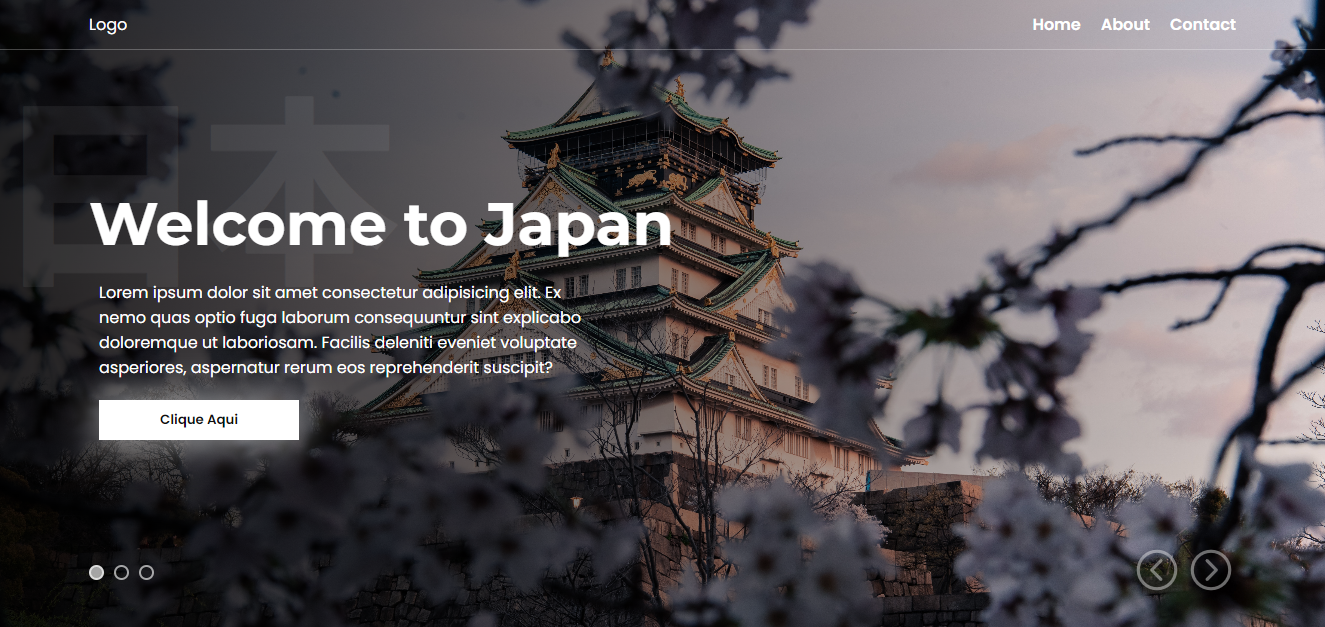 Logo
Home About Contact
日本
Welcome to Japan
Lorem ipsum dolor sit amet consectetur adipisicing elit. Ex
nemo quas optio fuga laborum consequuntur sint explicabo
doloremque ut laboriosam. Facilis deleniti eveniet voluptate
asperiores, aspernatur rerum eos reprehenderit suscipit?
Clique Aqui